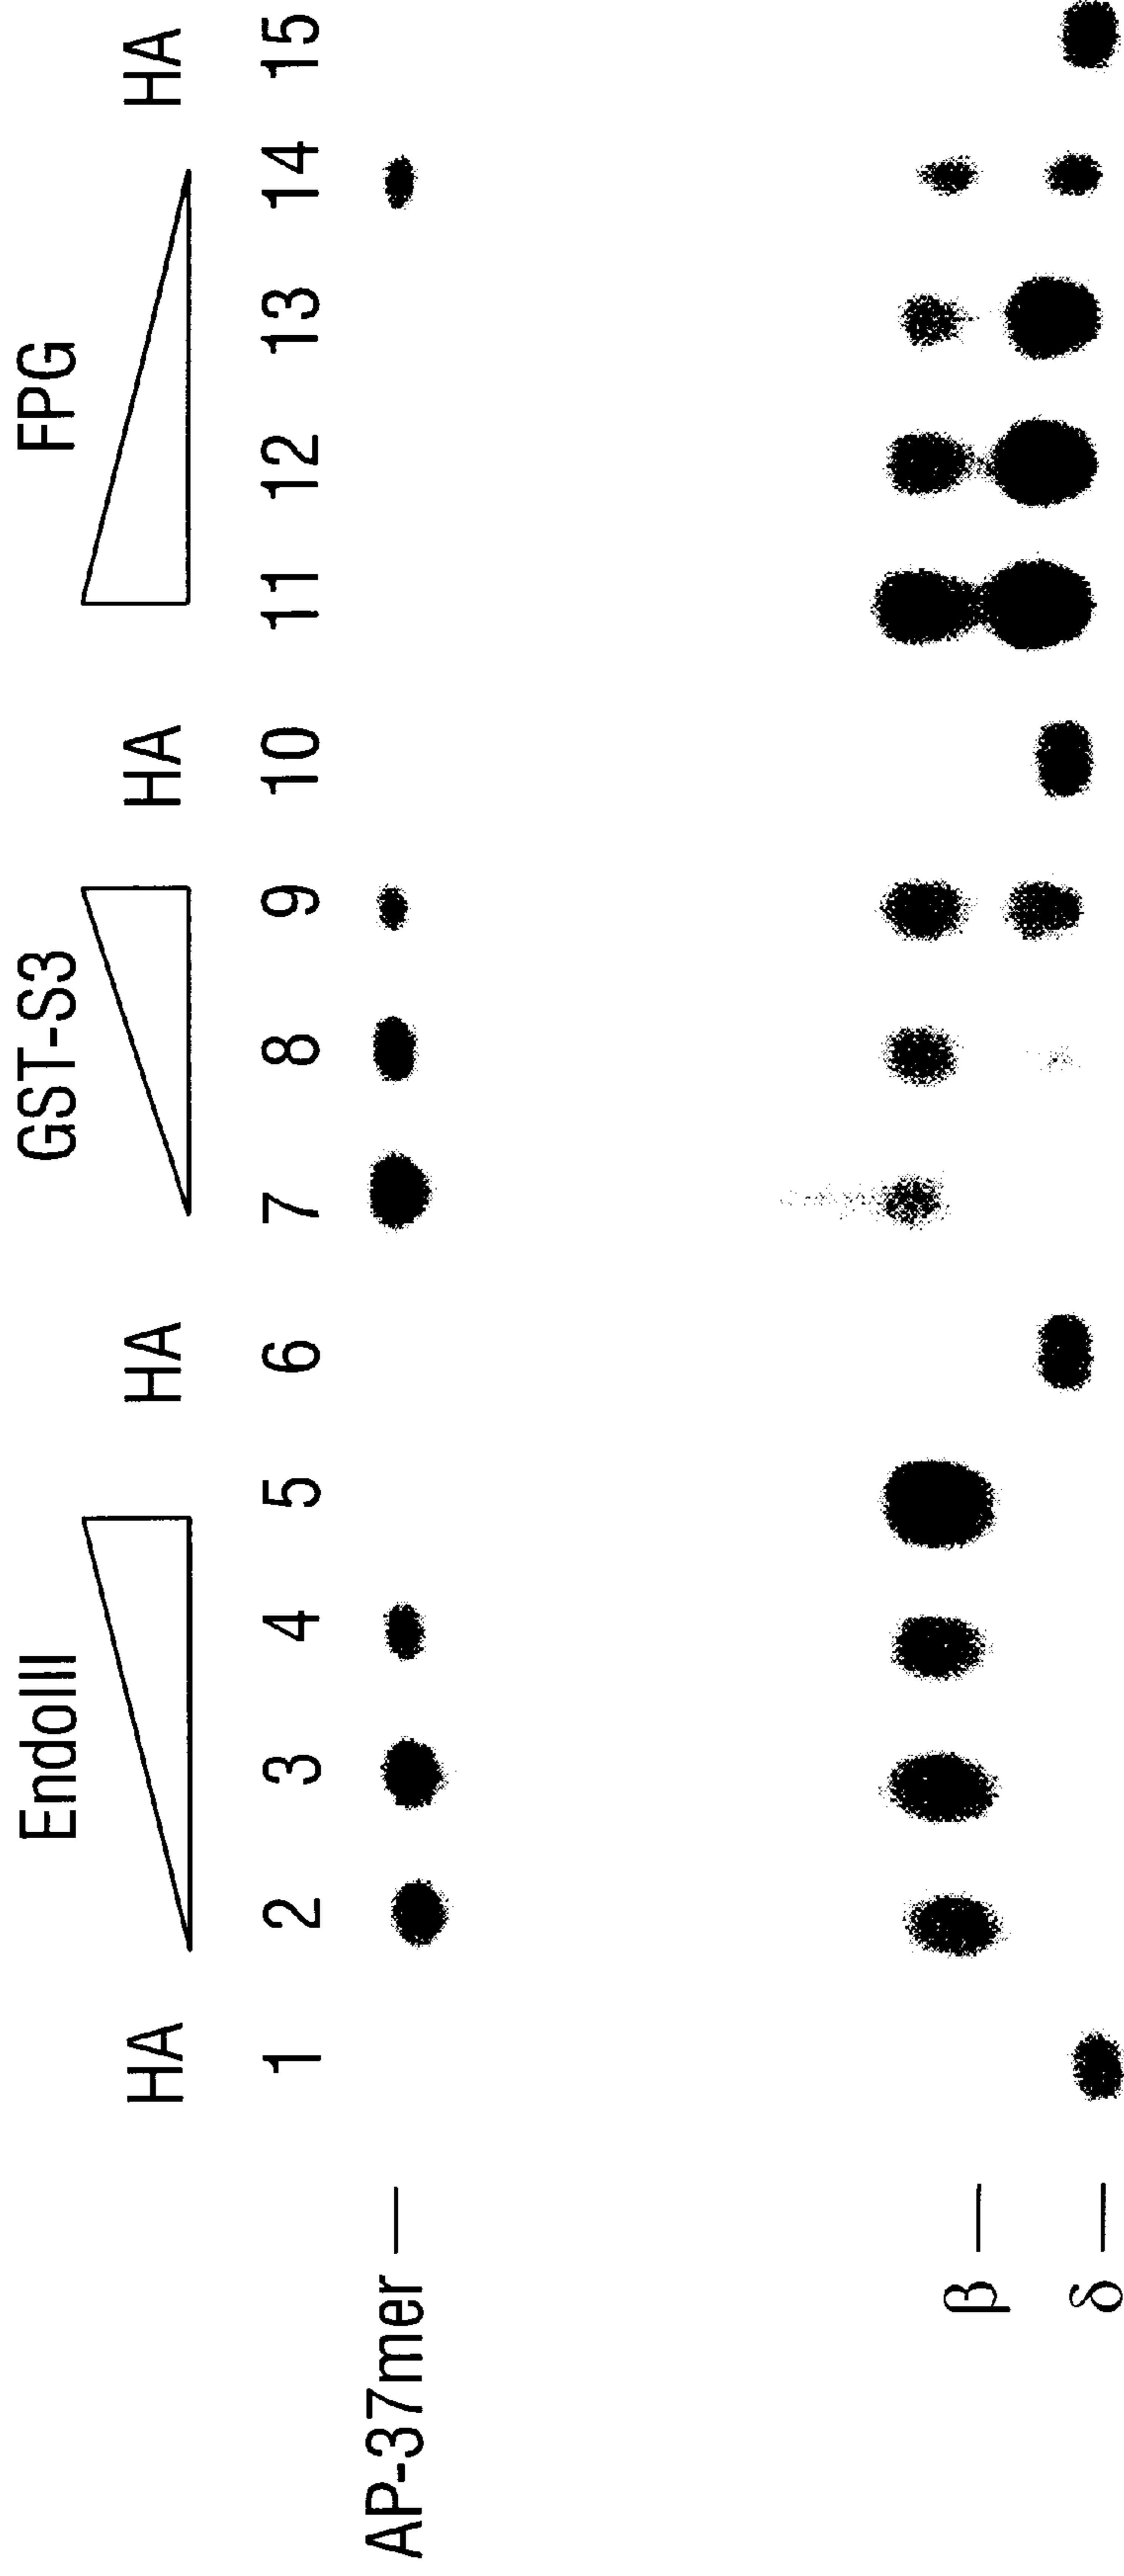 EndoIII GST-S3 FPG
HA HA HA HA
1 2 3 4 5 6 7 8 9 10 11 12 13 14 15
AP-37mer
β
δ